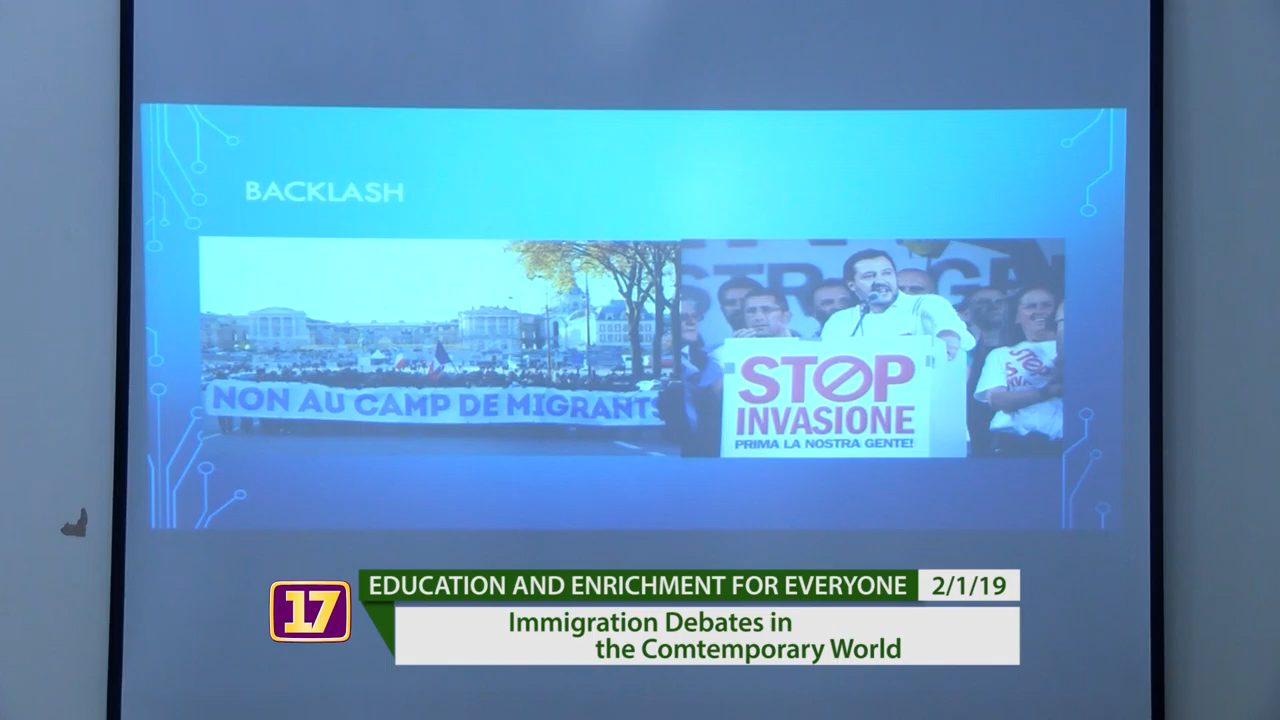 BACKLASH
NON AU CAMP DE MIGRANTS
STOP
INVASIONE
PRIMA LA NOSTRA GENTE!
STOP
17
EDUCATION AND ENRICHMENT FOR EVERYONE
2/1/19
Immigration Debates in
the Comtemporary World